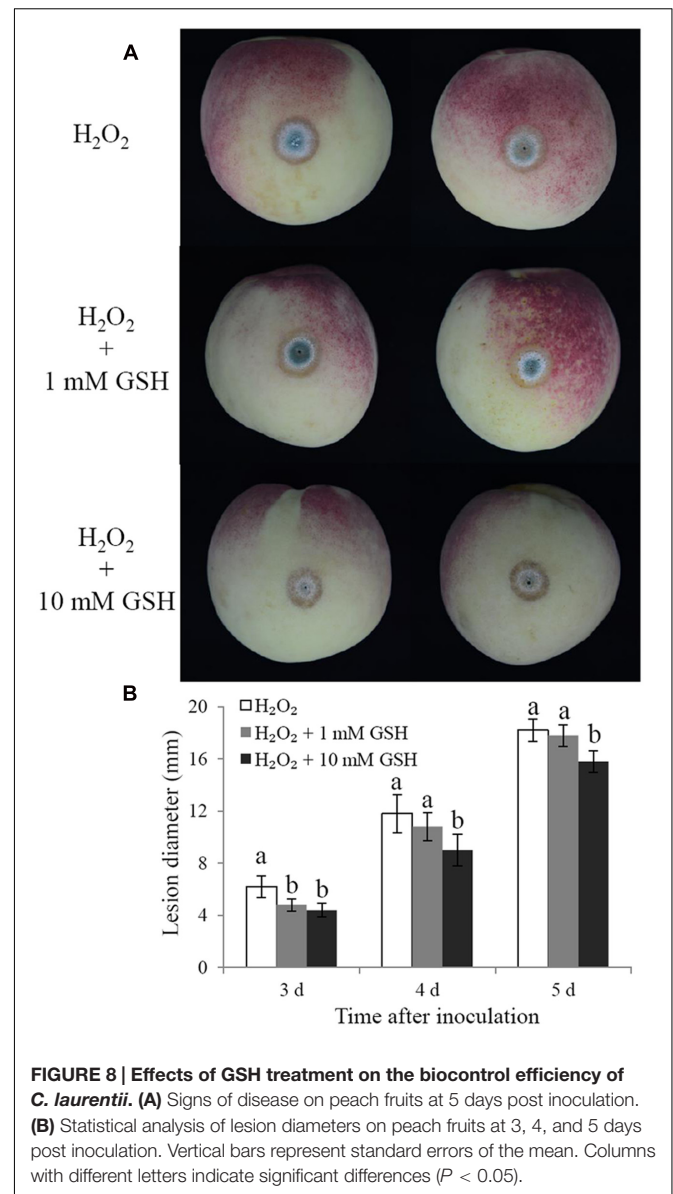 A
H₂O₂
H₂O₂
+
1 mM GSH
H₂O₂
+
10 mM GSH
B
20
16
12
8
4
0
Lesion diameter (mm)
H₂O₂
H₂O₂ + 1 mM GSH
H₂O₂ + 10 mM GSH
a
b
b
a
a
b
a
a
b
3 d
4 d
5 d
Time after inoculation
FIGURE 8 | Effects of GSH treatment on the biocontrol efficiency of
C. laurentii. (A) Signs of disease on peach fruits at 5 days post inoculation.
(B) Statistical analysis of lesion diameters on peach fruits at 3, 4, and 5 days
post inoculation. Vertical bars represent standard errors of the mean. Columns
with different letters indicate significant differences (P < 0.05).